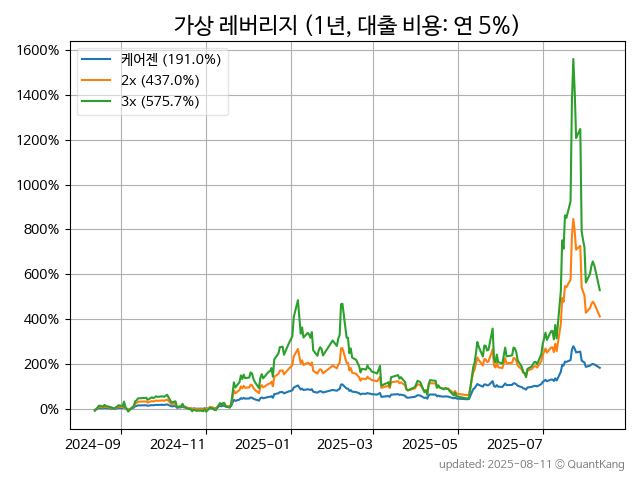 가상 레버리지 (1년, 대출 비용: 연 5%)
1600%
1400%
1200%
1000%
800%
600%
400%
200%
0%
케어젠 (191.0%)
2x (437.0%)
3x (575.7%)
2024-09 2024-11 2025-01 2025-03 2025-05 2025-07
updated: 2025-08-11 © QuantKang